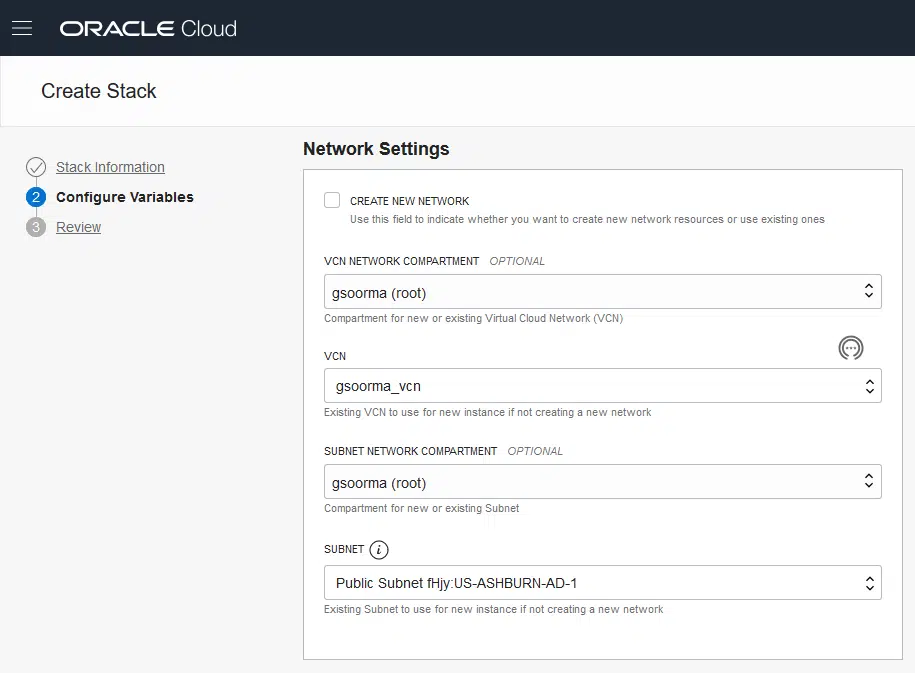 ORACLE Cloud
Create Stack
Stack Information
2 Configure Variables
3 Review
Network Settings
CREATE NEW NETWORK
Use this field to indicate whether you want to create new network resources or use existing ones
VCN NETWORK COMPARTMENT OPTIONAL
gsoorma (root)
Compartment for new or existing Virtual Cloud Network (VCN)
VCN
gsoorma_vcn
Existing VCN to use for new instance if not creating a new network
SUBNET NETWORK COMPARTMENT OPTIONAL
gsoorma (root)
Compartment for new or existing Subnet
SUBNET i
Public Subnet fHjy:US-ASHBURN-AD-1
Existing Subnet to use for new instance if not creating a new network